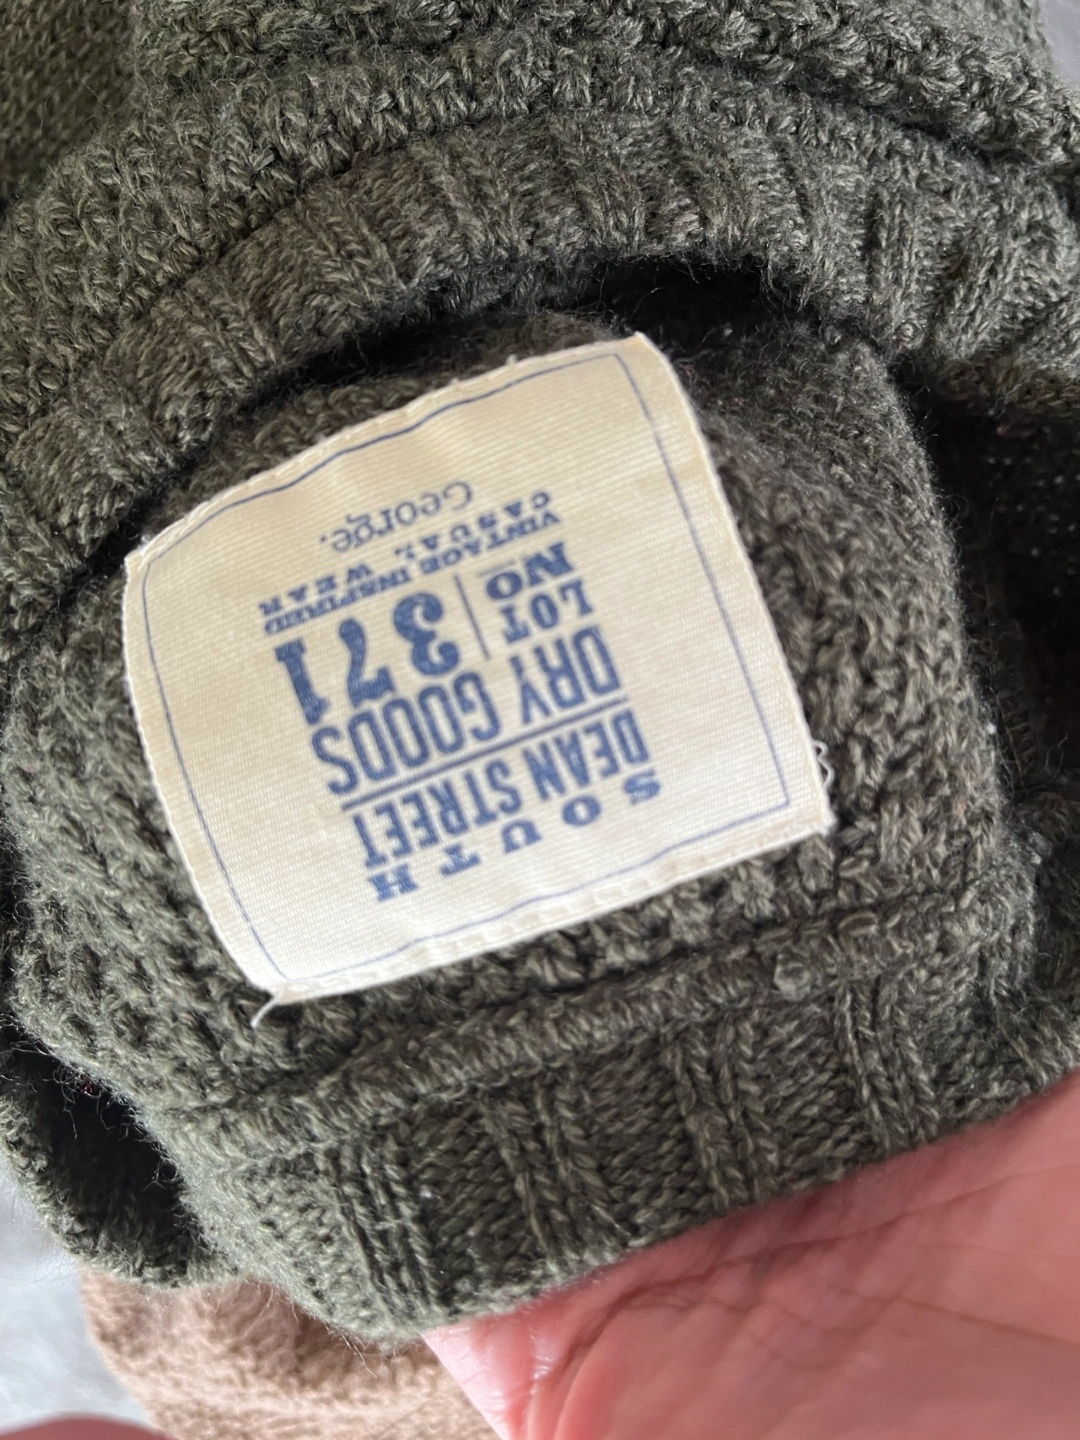 SOUTH
DEAN STREET
DRY GOODS
LOT NO 371
VINTAGE INSPIRED
CASUAL WEAR
George.